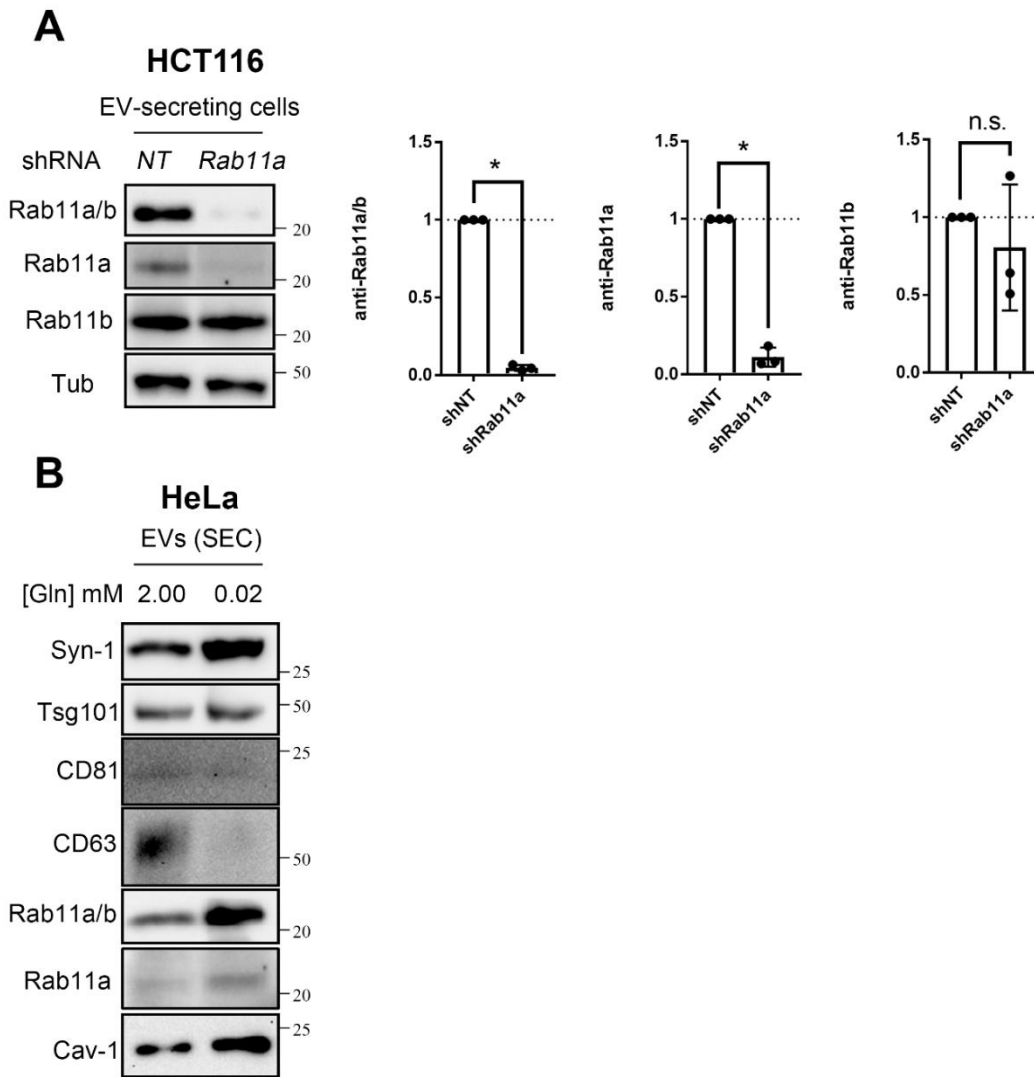 A
HCT116
EV-secreting cells
shRNA NT Rab11a
Rab11a/b
20
Rab11a
20
Rab11b
20
Tub
50
anti-Rab11a/b
1.5
1
0.5
0.0
*
shNT
shRab11a
anti-Rab11a
1.5
1
0.5
0.0
*
shNT
shRab11a
anti-Rab11b
1.5
1
0.5
0.0
n.s.
shNT
shRab11a
B
HeLa
EVs (SEC)
[Gln] mM 2.00 0.02
Syn-1
25
Tsg101
50
CD81
25
CD63
50
Rab11a/b
20
Rab11a
20
Cav-1
25